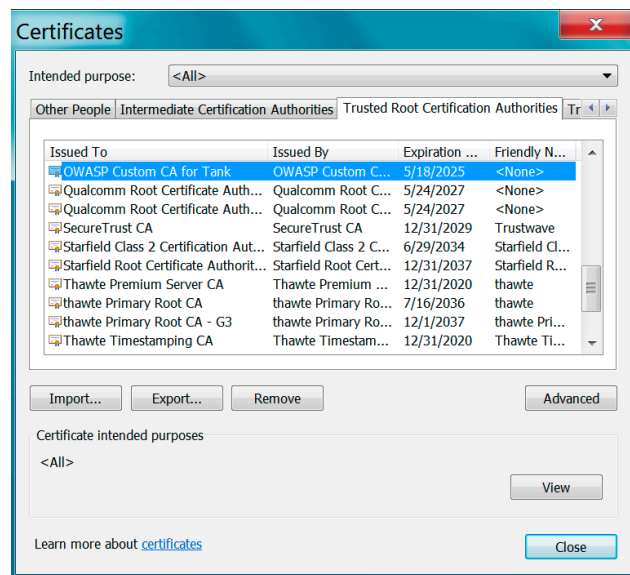 Certificates
Intended purpose: <All>
Other People Intermediate Certification Authorities Trusted Root Certification Authorities Tr
Issued To Issued By Expiration ... Friendly N...
OWASP Custom CA for Tank OWASP Custom C... 5/18/2025 <None>
Qualcomm Root Certificate Auth... Qualcomm Root C... 5/24/2027 <None>
Qualcomm Root Certificate Auth... Qualcomm Root C... 5/24/2027 <None>
SecureTrust CA SecureTrust CA 12/31/2029 Trustwave
Starfield Class 2 Certification Aut... Starfield Class 2 C... 6/29/2034 Starfield Cl...
Starfield Root Certificate Authorit... Starfield Root Cert... 12/31/2037 Starfield R...
Thawte Premium Server CA Thawte Premium ... 12/31/2020 thawte
thawte Primary Root CA thawte Primary Ro... 7/16/2036 thawte
thawte Primary Root CA - G3 thawte Primary Ro... 12/1/2037 thawte Pri...
Thawte Timestamping CA Thawte Timestam... 12/31/2020 Thawte Ti...
Import... Export... Remove Advanced
Certificate intended purposes
<All>
View
Learn more about certificates
Close